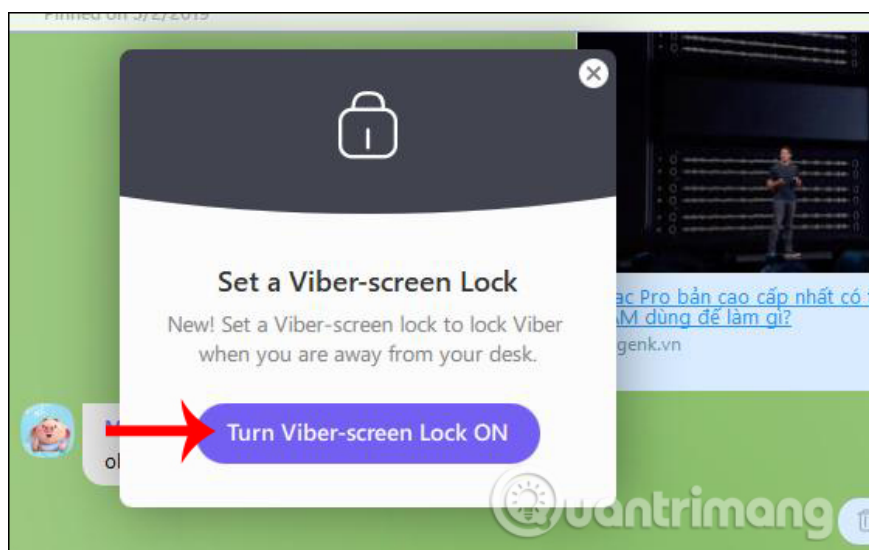 Pinned on 5/2/2019
Set a Viber-screen Lock
New! Set a Viber-screen lock to lock Viber
when you are away from your desk.
Turn Viber-screen Lock ON
ac Pro bản cao cấp nhất có
AM dùng để làm gì?
genk.vn
M
ol
Quantrimang